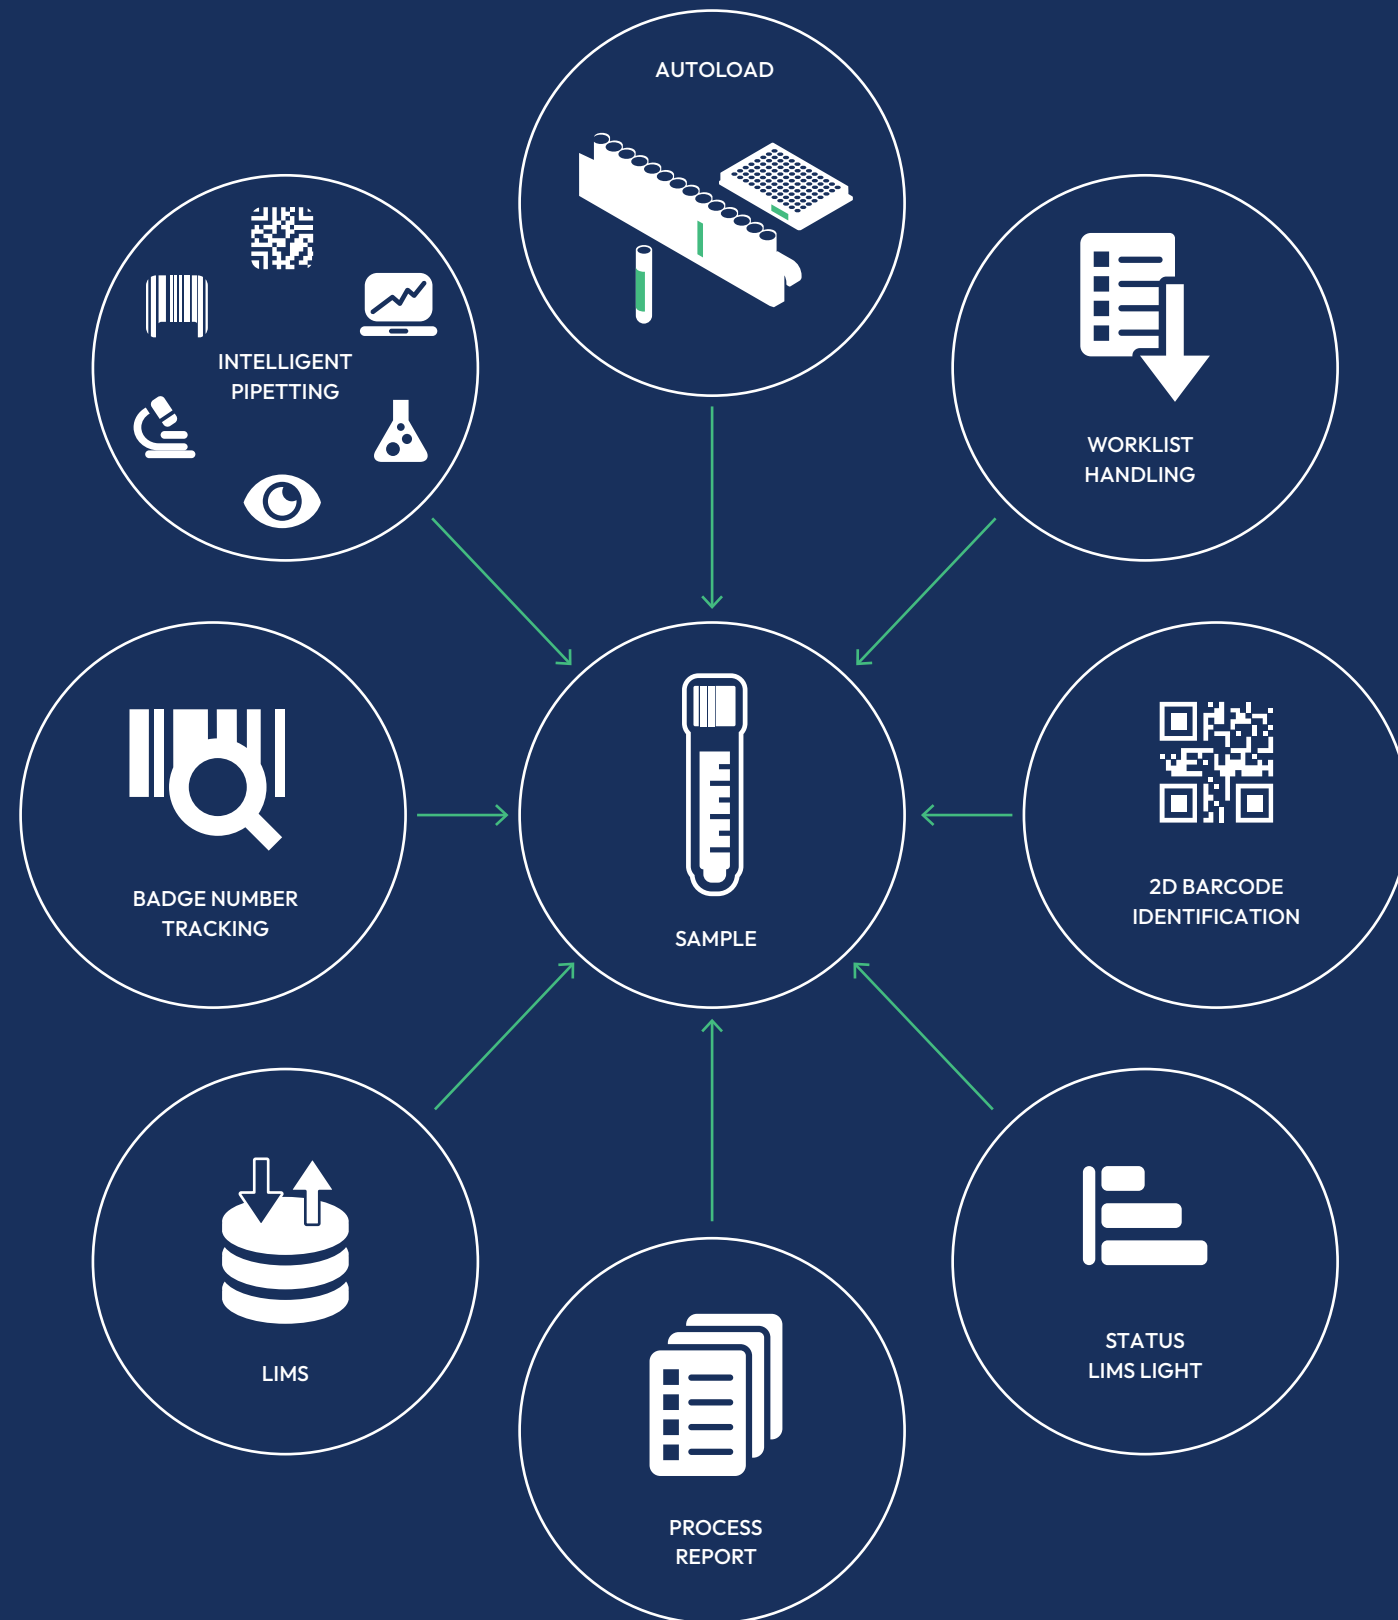 AUTOLOAD
INTELLIGENT
PIPETTING
WORKLIST
HANDLING
BADGE NUMBER
TRACKING
SAMPLE
2D BARCODE
IDENTIFICATION
LIMS
STATUS
LIMS LIGHT
PROCESS
REPORT